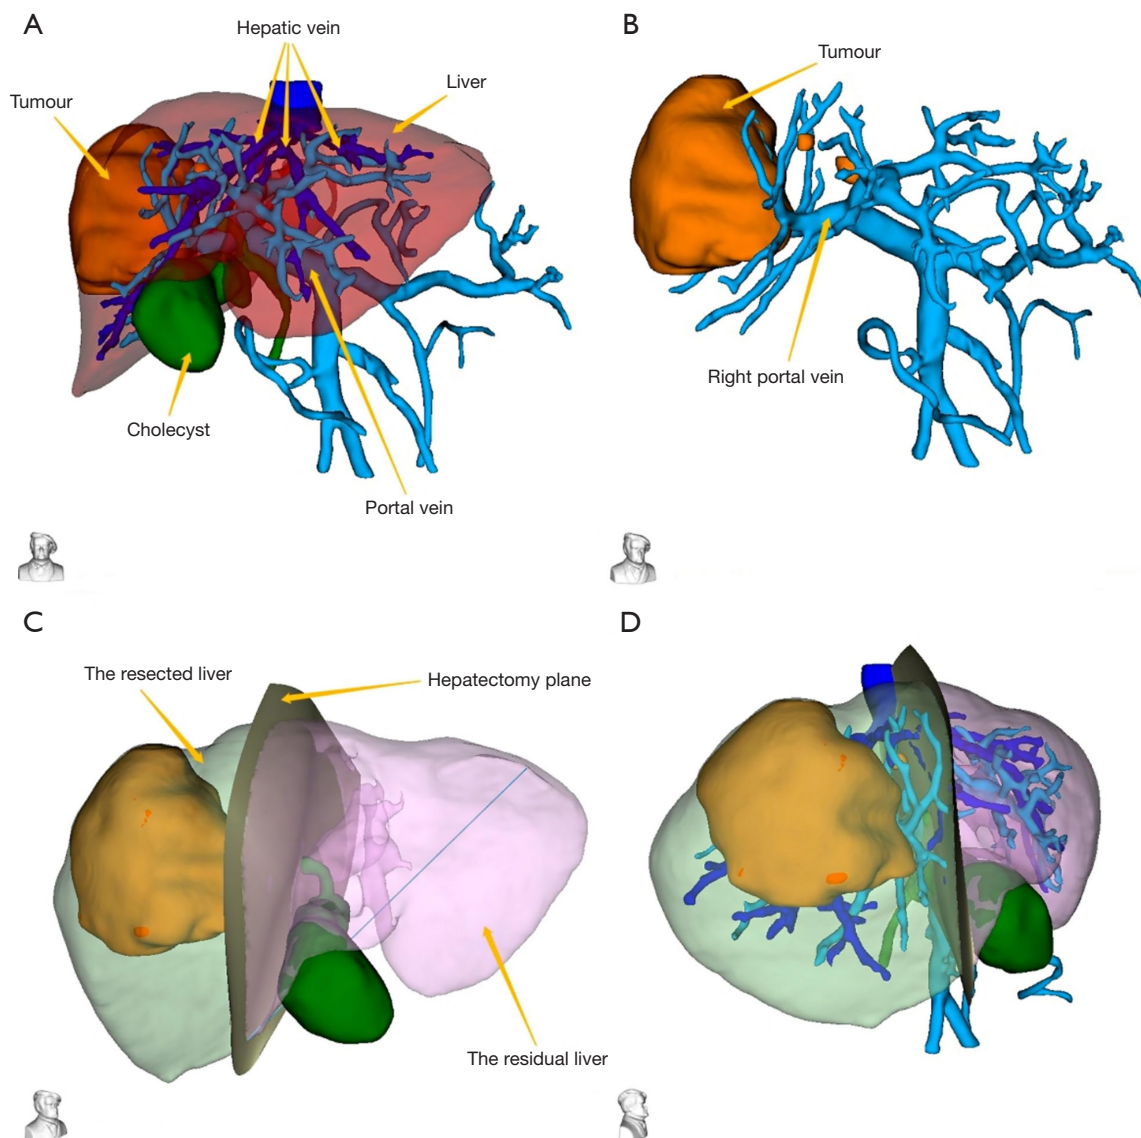 A
Hepatic vein
Liver
Tumour
Cholecyst
Portal vein
B
Tumour
Right portal vein
C
The resected liver
Hepatectomy plane
The residual liver
D